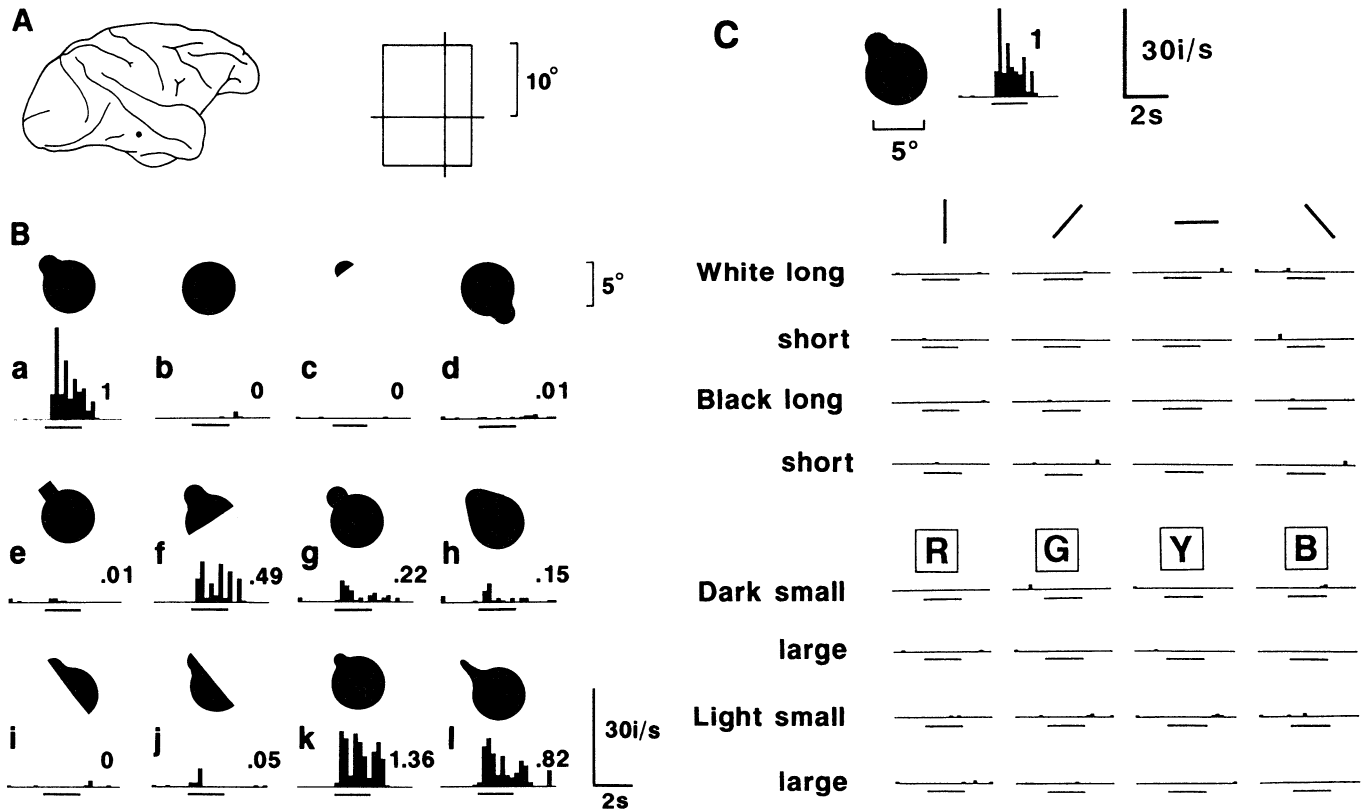 A
10°
B
5°
a 1 b 0 c 0 d .01
e .01 f .49 g .22 h .15
i 0 j .05 k 1.36 l .82
30i/s
2s
C
1
30i/s
2s
5°
White long
short
Black long
short
R G Y B
Dark small
large
Light small
large